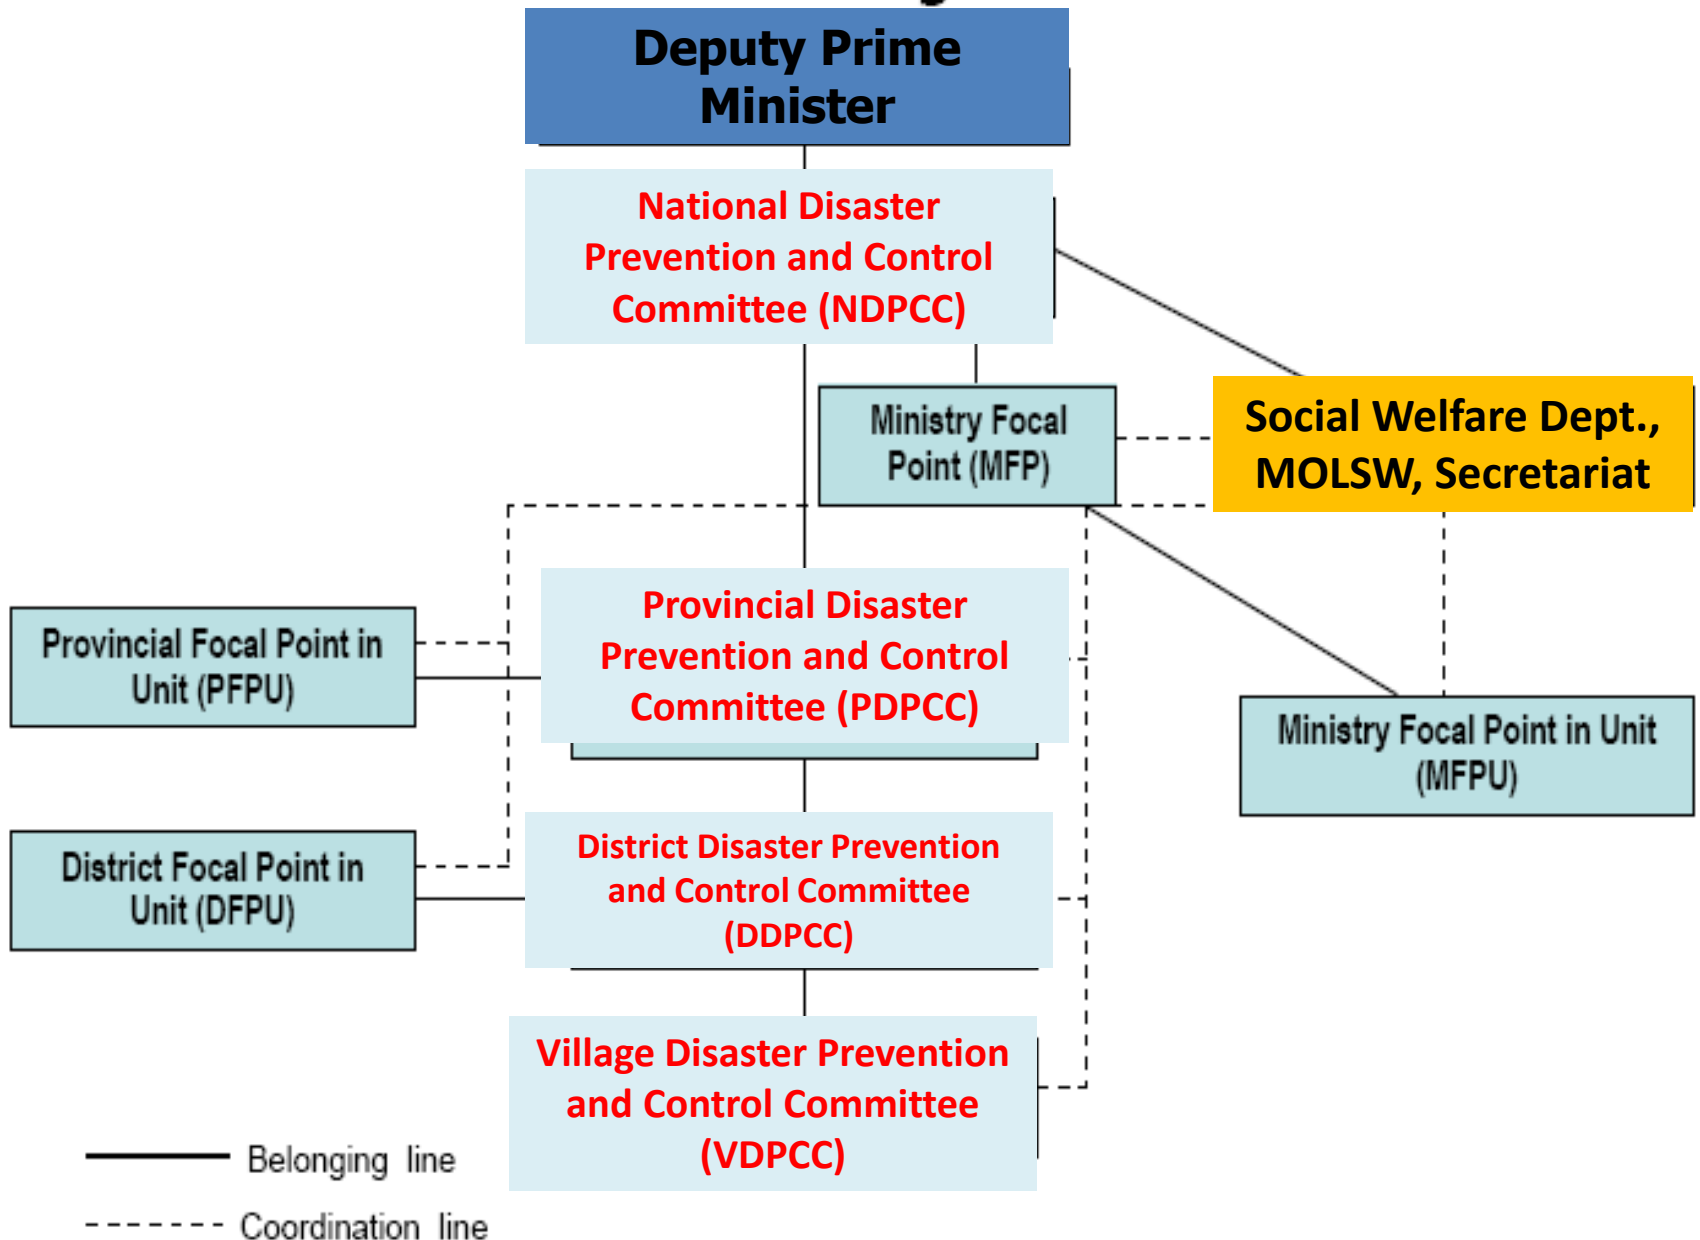 Deputy Prime
Minister
National Disaster
Prevention and Control
Committee (NDPCC)
Ministry Focal
Point (MFP)
Social Welfare Dept.,
MOLSW, Secretariat
Provincial Focal Point in
Unit (PFPU)
Provincial Disaster
Prevention and Control
Committee (PDPCC)
Ministry Focal Point in Unit
(MFPU)
District Focal Point in
Unit (DFPU)
District Disaster Prevention
and Control Committee
(DDPCC)
Village Disaster Prevention
and Control Committee
(VDPCC)
Belonging line
Coordination line